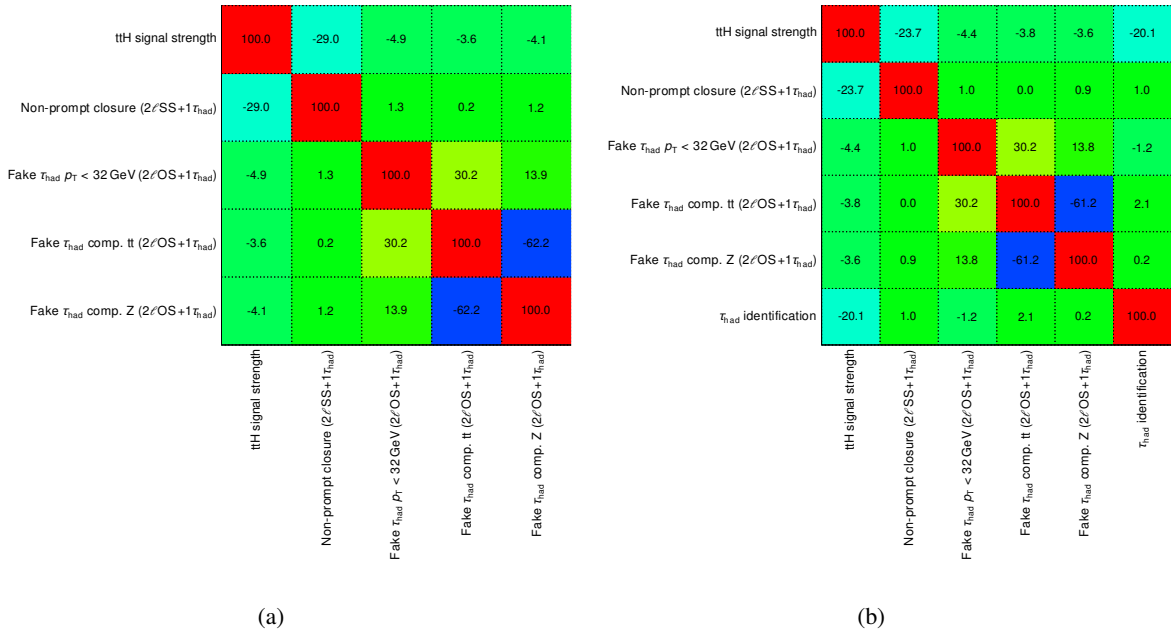 ttH signal strength 100.0 -29.0 -4.9 -3.6 -4.1
Non-prompt closure (2ℓSS+1τhad) -29.0 100.0 1.3 0.2 1.2
Fake τhad pT < 32 GeV (2ℓOS+1τhad) -4.9 1.3 100.0 30.2 13.9
Fake τhad comp. tt (2ℓOS+1τhad) -3.6 0.2 30.2 100.0 -62.2
Fake τhad comp. Z (2ℓOS+1τhad) -4.1 1.2 13.9 -62.2 100.0
ttH signal strength
Non-prompt closure (2ℓSS+1τhad)
Fake τhad pT < 32 GeV (2ℓOS+1τhad)
Fake τhad comp. tt (2ℓOS+1τhad)
Fake τhad comp. Z (2ℓOS+1τhad)
(a)
ttH signal strength 100.0 -23.7 -4.4 -3.8 -3.6 -20.1
Non-prompt closure (2ℓSS+1τhad) -23.7 100.0 1.0 0.0 0.9 1.0
Fake τhad pT < 32 GeV (2ℓOS+1τhad) -4.4 1.0 100.0 30.2 13.8 -1.2
Fake τhad comp. tt (2ℓOS+1τhad) -3.8 0.0 30.2 100.0 -61.2 2.1
Fake τhad comp. Z (2ℓOS+1τhad) -3.6 0.9 13.8 -61.2 100.0 0.2
τhad identification -20.1 1.0 -1.2 2.1 0.2 100.0
ttH signal strength
Non-prompt closure (2ℓSS+1τhad)
Fake τhad pT < 32 GeV (2ℓOS+1τhad)
Fake τhad comp. tt (2ℓOS+1τhad)
Fake τhad comp. Z (2ℓOS+1τhad)
τhad identification
(b)